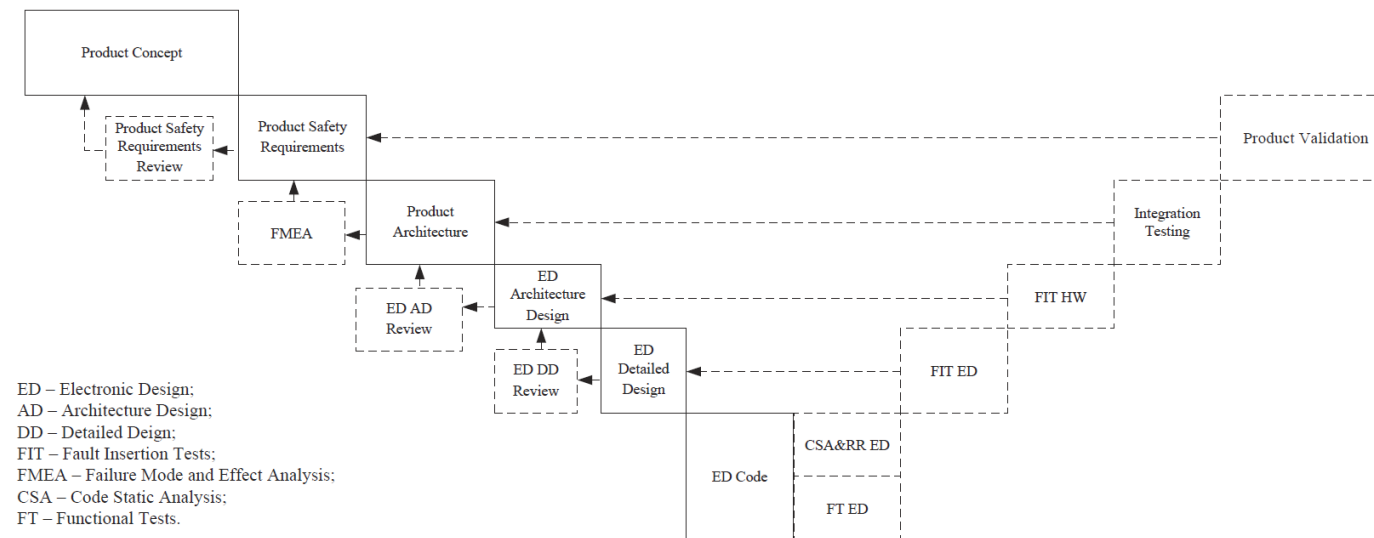 Product Concept
Product Safety
Requirements
Review
Product Safety
Requirements
Product Validation
FMEA
Product
Architecture
Integration
Testing
ED AD
Review
ED
Architecture
Design
FIT HW
ED DD
Review
ED
Detailed
Design
FIT ED
ED Code
CSA&RR ED
FT ED
ED – Electronic Design;
AD – Architecture Design;
DD – Detailed Deign;
FIT – Fault Insertion Tests;
FMEA – Failure Mode and Effect Analysis;
CSA – Code Static Analysis;
FT – Functional Tests.